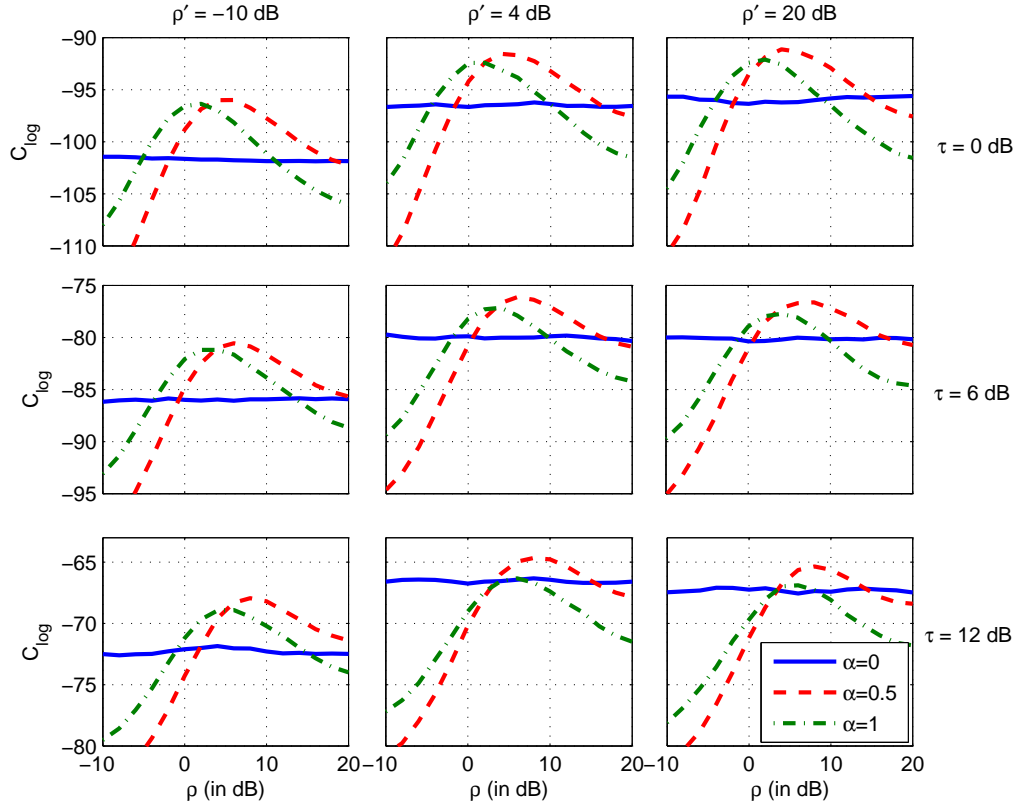 ρ′ = −10 dB
ρ′ = 4 dB
ρ′ = 20 dB
−90
−95
−100
−105
−110
C_log
τ = 0 dB
−75
−80
−85
−90
−95
C_log
τ = 6 dB
−65
−70
−75
−80
C_log
τ = 12 dB
α=0
α=0.5
α=1
−10 0 10 20
−10 0 10 20
−10 0 10 20
ρ (in dB)
ρ (in dB)
ρ (in dB)